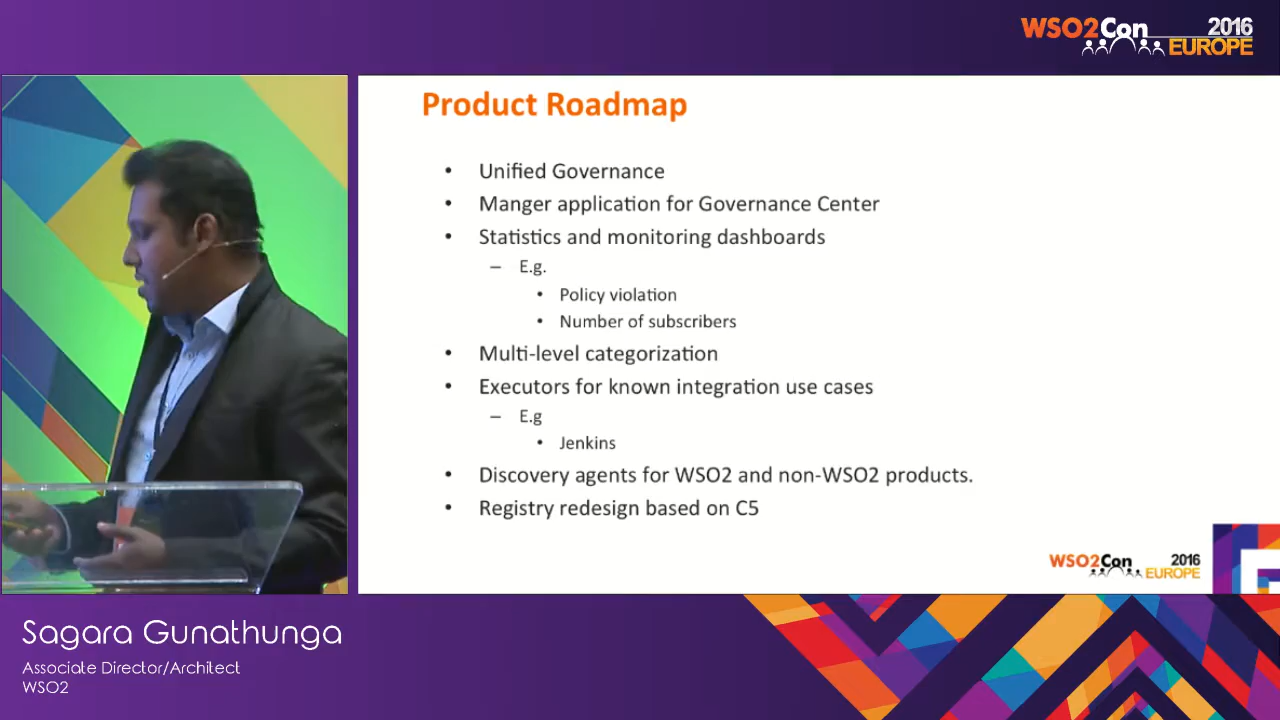 WSO2Con 2016
EUROPE
Product Roadmap
• Unified Governance
• Manger application for Governance Center
• Statistics and monitoring dashboards
– E.g.
• Policy violation
• Number of subscribers
• Multi-level categorization
• Executors for known integration use cases
– E.g
• Jenkins
• Discovery agents for WSO2 and non-WSO2 products.
• Registry redesign based on C5
WSO2Con 2016
EUROPE
Sagara Gunathunga
Associate Director/Architect
WSO2